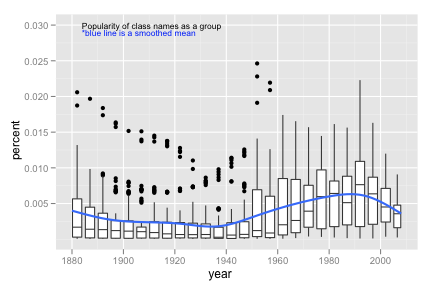 Popularity of class names as a group
*blue line is a smoothed mean
0.030
0.025
0.020
0.015
0.010
0.005
percent
1880 1900 1920 1940 1960 1980 2000
year